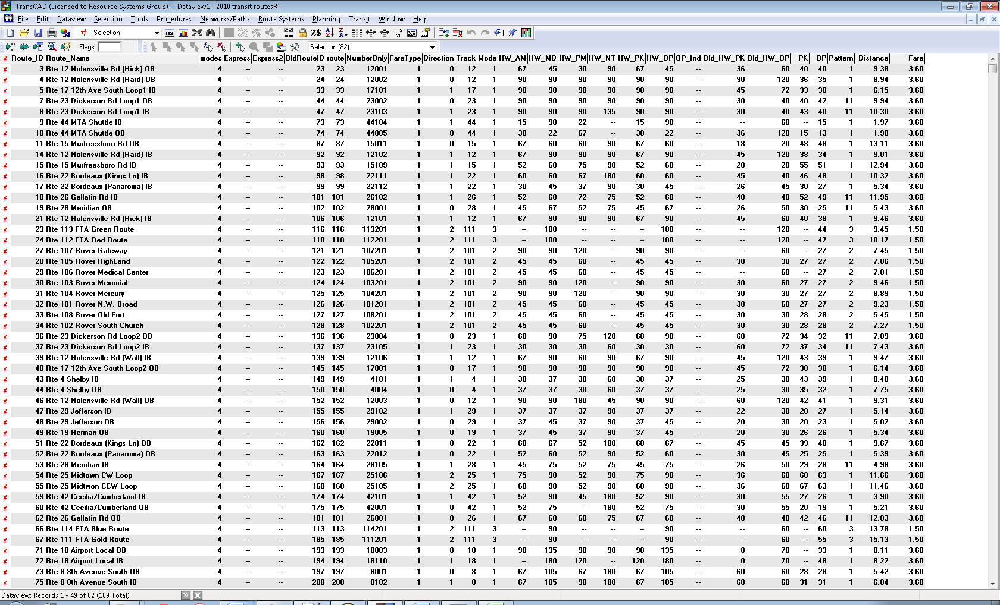 TransCAD (Licensed to Resource Systems Group) - [Dataview1 - 2010 transit routesR]
File Edit Dataview Selection Tools Procedures Networks/Paths Route Systems Planning Transit Window Help
# Selection
Flags Selection (82)
# Route_ID Route_Name modes Express Express2 OldRouteID route NumberOnly FareType Direction Track Mode HW_AM HW_MD HW_PM HW_NT HW_PK HW_OP OP_Ind Old_HW_PK Old_HW_OP PK OP Pattern Distance Fare
# 3 Rte 12 Nolensville Rd (Hick) OB 4 -- -- 23 23 12001 1 0 12 1 67 45 30 90 67 45 -- 36 60 40 40 1 9.38 3.60
# 4 Rte 12 Nolensville Rd (Hard) OB 4 -- -- 24 24 12002 1 0 12 1 90 90 90 90 90 90 -- 90 120 36 35 1 8.94 3.60
# 5 Rte 17 12th Ave South Loop1 IB 4 -- -- 33 33 17101 1 1 17 1 90 90 90 90 90 90 -- 45 72 33 30 1 6.15 3.60
# 7 Rte 23 Dickerson Rd Loop1 OB 4 -- -- 44 44 23002 1 0 23 1 90 90 90 90 90 90 -- 30 40 40 42 11 9.94 3.60
# 8 Rte 23 Dickerson Rd Loop1 IB 4 -- -- 47 47 23103 1 1 23 1 90 90 90 135 90 90 -- 30 40 43 40 11 10.30 3.60
# 9 Rte 44 MTA Shuttle IB 4 -- -- 73 73 44104 1 1 44 1 15 90 22 -- 15 90 -- -- 60 -- 15 1 1.97 3.60
# 10 Rte 44 MTA Shuttle OB 4 -- -- 74 74 44005 1 0 44 1 30 22 67 -- 30 22 -- 36 120 15 13 1 1.90 3.60
# 11 Rte 15 Murfreesboro Rd OB 4 -- -- 87 87 15011 1 0 15 1 67 60 60 90 67 60 -- 18 20 48 48 1 13.11 3.60
# 14 Rte 12 Nolensville Rd (Hard) IB 4 -- -- 92 92 12102 1 1 12 1 67 90 90 90 67 90 -- 45 120 38 34 1 9.01 3.60
# 15 Rte 15 Murfreesboro Rd IB 4 -- -- 93 93 15109 1 1 15 1 52 60 75 90 52 60 -- 20 20 55 51 1 12.94 3.60
# 16 Rte 22 Bordeaux (Kings Ln) IB 4 -- -- 98 98 22111 1 1 22 1 60 60 67 180 60 60 -- 45 40 46 48 1 10.32 3.60
# 17 Rte 22 Bordeaux (Panaroma) IB 4 -- -- 99 99 22112 1 1 22 1 30 45 37 90 30 45 -- 26 45 30 27 1 5.34 3.60
# 18 Rte 26 Gallatin Rd IB 4 -- -- 101 101 26102 1 1 26 1 52 60 72 75 52 60 -- 40 40 52 49 11 11.95 3.60
# 19 Rte 28 Meridian OB 4 -- -- 102 102 28001 1 0 28 1 45 67 52 75 45 67 -- 26 50 30 25 11 5.43 3.60
# 21 Rte 12 Nolensville Rd (Hick) IB 4 -- -- 106 106 12101 1 1 12 1 67 90 90 90 67 90 -- 45 60 40 38 1 9.46 3.60
# 23 Rte 113 FTA Green Route 4 -- -- 116 116 113201 1 2 111 3 -- 180 -- -- -- 180 -- -- 120 -- 44 3 9.45 1.50
# 24 Rte 112 FTA Red Route 4 -- -- 118 118 112201 1 2 111 3 -- 180 -- -- -- 180 -- -- 120 -- 47 3 10.17 1.50
# 27 Rte 107 Rover Gateway 4 -- -- 121 121 107201 1 2 101 2 90 90 120 -- 90 90 -- -- 60 -- 27 2 7.45 1.50
# 28 Rte 105 Rover HighLand 4 -- -- 122 122 105201 1 2 101 2 45 45 60 -- 45 45 -- 30 30 27 27 2 7.86 1.50
# 29 Rte 106 Rover Medical Center 4 -- -- 123 123 106201 1 2 101 2 45 45 60 -- 45 45 -- -- 60 -- 27 2 7.81 1.50
# 30 Rte 103 Rover Memorial 4 -- -- 124 124 103201 1 2 101 2 90 90 120 -- 90 90 -- 30 60 27 27 2 9.46 1.50
# 31 Rte 104 Rover Mercury 4 -- -- 125 125 104201 1 2 101 2 90 90 120 -- 90 90 -- 30 30 27 27 2 8.89 1.50
# 32 Rte 101 Rover N.W. Broad 4 -- -- 126 126 101201 1 2 101 2 45 45 60 -- 45 45 -- 30 60 27 27 2 9.23 1.50
# 33 Rte 108 Rover Old Fort 4 -- -- 127 127 108201 1 2 101 2 45 45 60 -- 45 45 -- 30 30 28 28 2 5.45 1.50
# 34 Rte 102 Rover South Church 4 -- -- 128 128 102201 1 2 101 2 45 45 60 -- 45 45 -- 30 30 28 28 2 7.27 1.50
# 36 Rte 23 Dickerson Rd Loop2 OB 4 -- -- 136 136 23004 1 0 23 1 60 90 75 120 60 90 -- 60 72 34 32 11 7.09 3.60
# 37 Rte 23 Dickerson Rd Loop2 IB 4 -- -- 137 137 23105 1 1 23 1 30 30 30 60 30 30 -- 60 72 37 34 11 7.43 3.60
# 39 Rte 12 Nolensville Rd (Wall) IB 4 -- -- 139 139 12106 1 1 12 1 67 90 60 90 67 90 -- 45 120 43 39 1 9.47 3.60
# 40 Rte 17 12th Ave South Loop2 OB 4 -- -- 145 145 17001 1 0 17 1 90 90 90 90 90 90 -- 45 72 30 30 1 6.14 3.60
# 43 Rte 4 Shelby IB 4 -- -- 149 149 4101 1 1 4 1 30 37 30 60 30 37 -- 25 30 43 39 1 8.48 3.60
# 44 Rte 4 Shelby OB 4 -- -- 150 150 4004 1 0 4 1 37 37 30 60 37 37 -- 25 30 35 32 1 7.75 3.60
# 46 Rte 12 Nolensville Rd (Wall) OB 4 -- -- 152 152 12003 1 0 12 1 90 90 180 45 90 90 -- 60 120 42 41 1 9.31 3.60
# 47 Rte 29 Jefferson IB 4 -- -- 155 155 29102 1 1 29 1 37 37 37 90 37 37 -- 22 30 28 27 1 5.14 3.60
# 48 Rte 29 Jefferson OB 4 -- -- 156 156 29002 1 0 29 1 37 45 37 90 37 45 -- 20 30 20 23 1 5.02 3.60
# 49 Rte 19 Herman OB 4 -- -- 160 160 19005 1 0 19 1 37 45 37 90 37 45 -- 20 30 26 26 1 5.34 3.60
# 51 Rte 22 Bordeaux (Kings Ln) OB 4 -- -- 162 162 22011 1 0 22 1 60 67 52 180 60 67 -- 45 45 39 40 1 9.67 3.60
# 52 Rte 22 Bordeaux (Panaroma) OB 4 -- -- 163 163 22012 1 0 22 1 52 60 52 90 52 60 -- 45 45 25 25 1 5.39 3.60
# 53 Rte 28 Meridian IB 4 -- -- 164 164 28105 1 1 28 1 45 75 52 75 45 75 -- 26 50 29 28 11 4.98 3.60
# 54 Rte 25 Midtown CW Loop 4 -- -- 167 167 25106 1 2 25 1 75 90 52 90 75 90 -- 36 60 68 63 1 11.66 3.60
# 55 Rte 25 Midtwon CCW Loop 4 -- -- 168 168 25105 1 2 25 1 60 90 52 90 60 90 -- 36 60 67 63 1 11.46 3.60
# 59 Rte 42 Cecilia/Cumberland IB 4 -- -- 174 174 42101 1 1 42 1 52 90 45 180 52 90 -- 30 55 27 26 1 3.90 3.60
# 60 Rte 42 Cecilia/Cumberland OB 4 -- -- 175 175 42001 1 0 42 1 52 75 -- 180 52 75 -- 30 55 20 19 1 5.21 3.60
# 62 Rte 26 Gallatin Rd OB 4 -- -- 181 181 26001 1 0 26 1 67 60 60 75 67 60 -- 40 40 42 46 11 12.03 3.60
# 66 Rte 114 FTA Blue Route 4 -- -- 113 113 114201 1 2 111 3 -- 90 -- -- -- 90 -- -- 60 -- 60 3 13.78 1.50
# 67 Rte 111 FTA Gold Route 4 -- -- 185 185 111201 1 2 111 3 -- 90 -- -- -- 90 -- -- 60 -- 55 3 15.13 1.50
# 71 Rte 18 Airport Local OB 4 -- -- 193 193 18003 1 0 18 1 90 135 90 90 90 135 -- 0 70 -- 33 1 8.11 3.60
# 72 Rte 18 Airport Local IB 4 -- -- 194 194 18110 1 1 18 1 -- 180 120 -- 120 180 -- 0 70 -- 48 1 8.22 3.60
# 73 Rte 8 8th Avenue South OB 4 -- -- 197 197 8001 1 0 8 1 67 105 67 180 67 105 -- 60 60 28 28 1 5.42 3.60
# 75 Rte 8 8th Avenue South IB 4 -- -- 200 200 8102 1 1 8 1 67 105 90 180 67 105 -- 60 60 31 31 1 6.04 3.60
Dataview: Records 1 - 49 of 82 (109 Total)